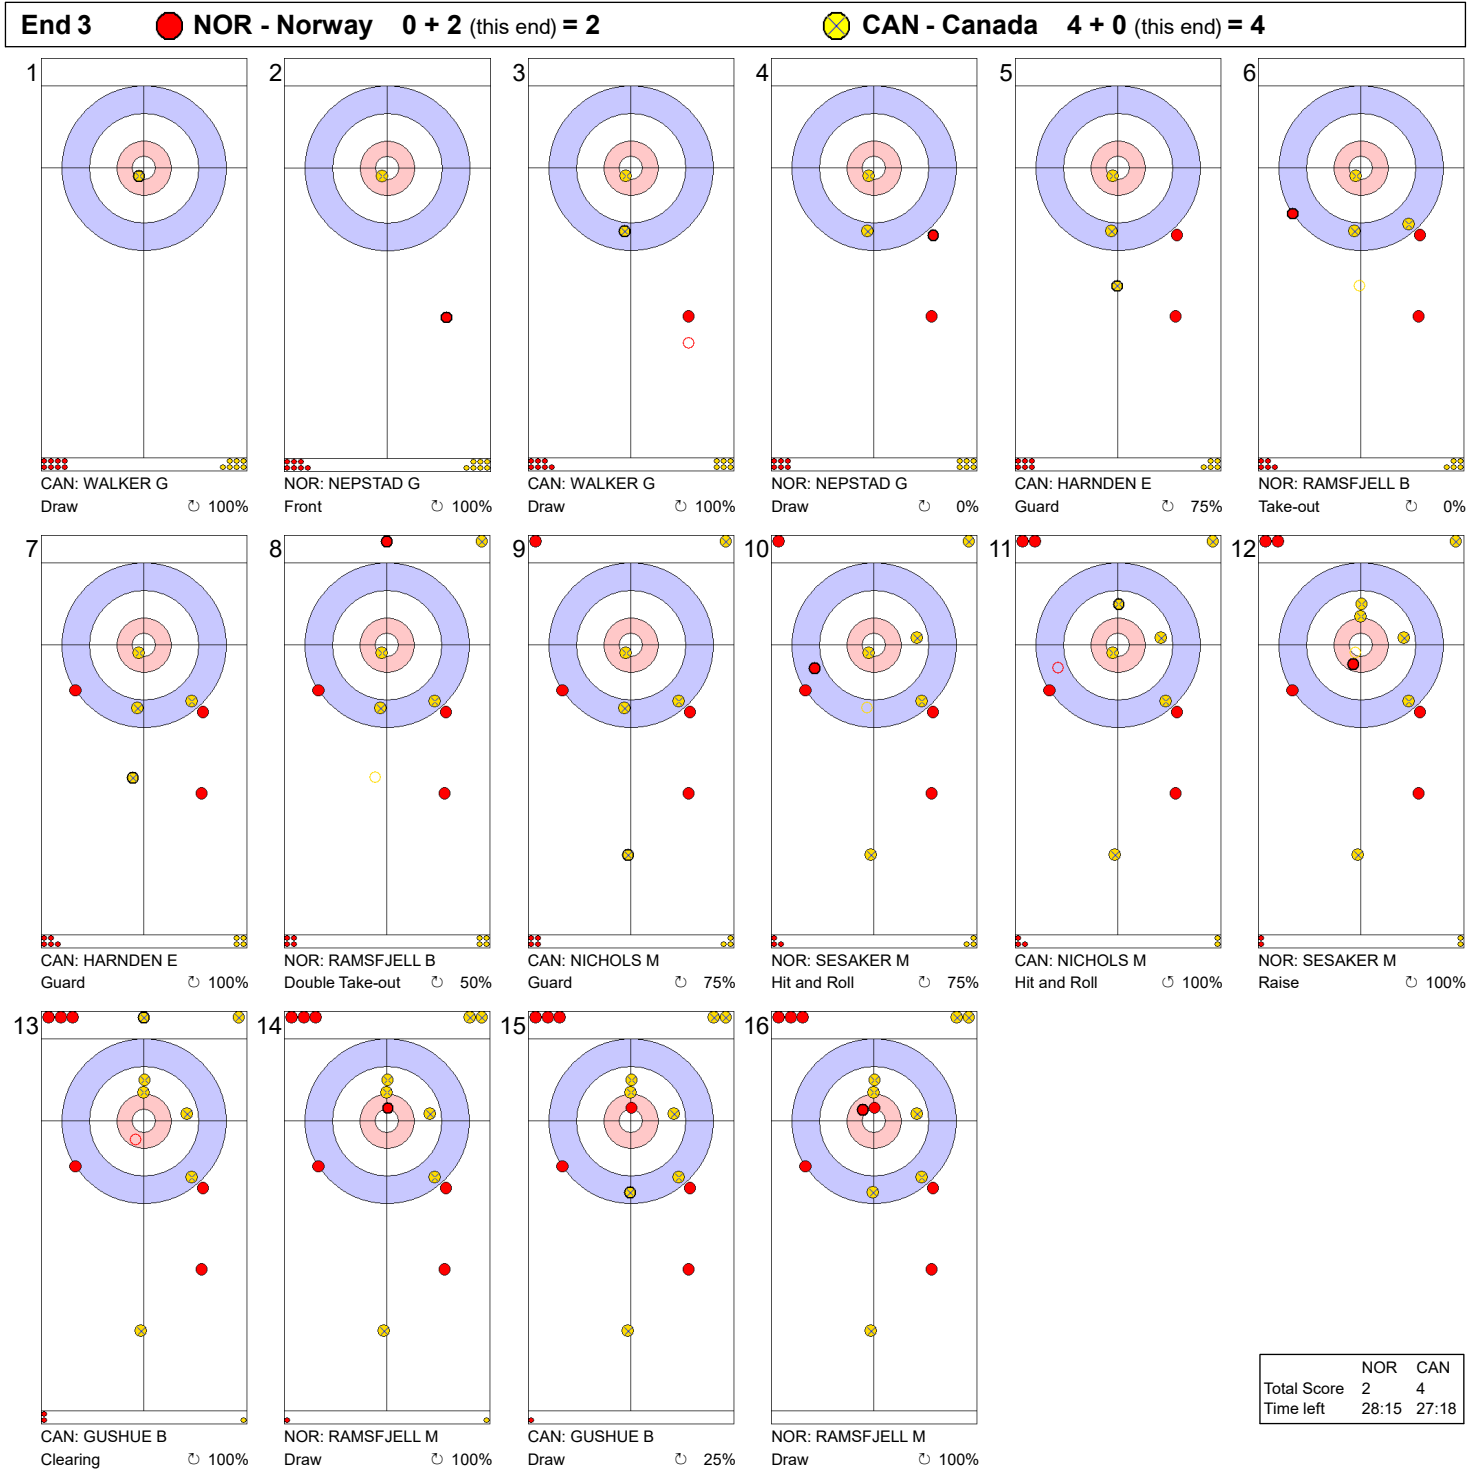 End 3 NOR - Norway 0 + 2 (this end) = 2 CAN - Canada 4 + 0 (this end) = 4
1 2 3 4 5 6
CAN: WALKER G NOR: NEPSTAD G CAN: WALKER G NOR: NEPSTAD G CAN: HARNDEN E NOR: RAMSFJELL B
Draw ↻ 100% Front ↻ 100% Draw ↻ 100% Draw ↻ 0% Guard ↻ 75% Take-out ↻ 0%
7 8 9 10 11 12
CAN: HARNDEN E NOR: RAMSFJELL B CAN: NICHOLS M NOR: SESAKER M CAN: NICHOLS M NOR: SESAKER M
Guard ↻ 100% Double Take-out ↻ 50% Guard ↻ 75% Hit and Roll ↻ 75% Hit and Roll ↻ 100% Raise ↻ 100%
13 14 15 16
CAN: GUSHUE B NOR: RAMSFJELL M CAN: GUSHUE B NOR: RAMSFJELL M
Clearing ↻ 100% Draw ↻ 100% Draw ↻ 25% Draw ↻ 100%
NOR CAN
Total Score 2 4
Time left 28:15 27:18